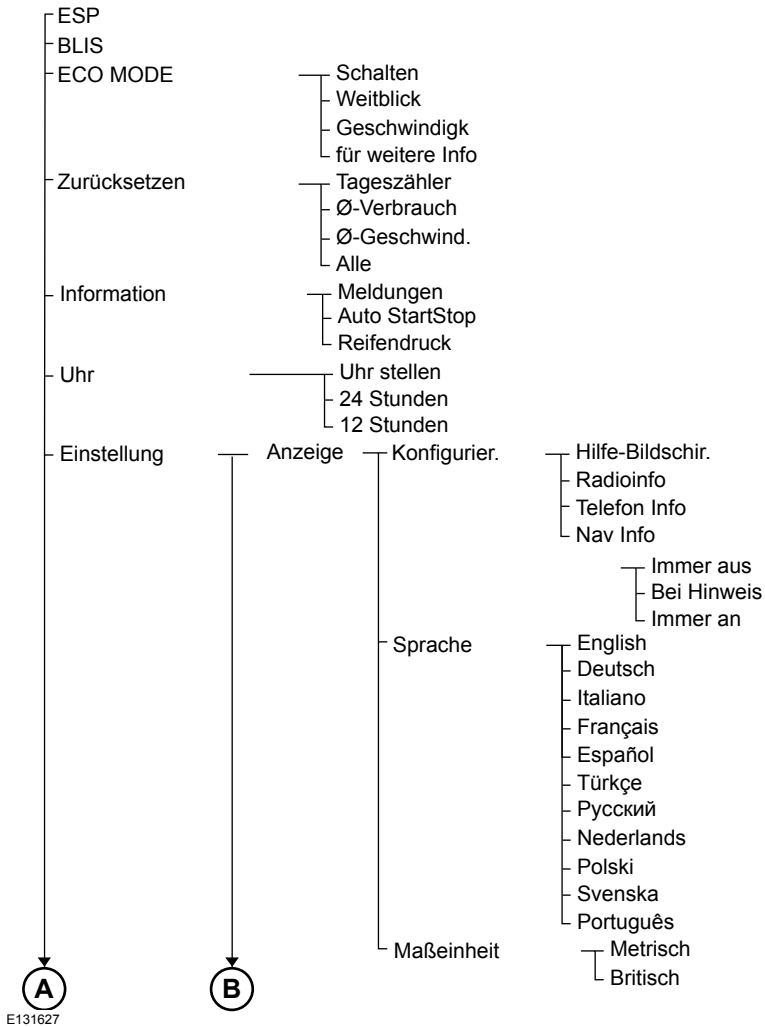 ESP
BLIS
ECO MODE
Schalten
Weitblick
Geschwindigk
für weitere Info
Zurücksetzen
Tageszähler
Ø-Verbrauch
Ø-Geschwind.
Alle
Information
Meldungen
Auto StartStop
Reifendruck
Uhr
Uhr stellen
24 Stunden
12 Stunden
Einstellung
Anzeige
Konfigurier.
Hilfe-Bildschir.
Radioinfo
Telefon Info
Nav Info
Immer aus
Bei Hinweis
Immer an
Sprache
English
Deutsch
Italiano
Français
Español
Türkçe
Русский
Nederlands
Polski
Svenska
Português
Maßeinheit
Metrisch
Britisch
A
B
E131627